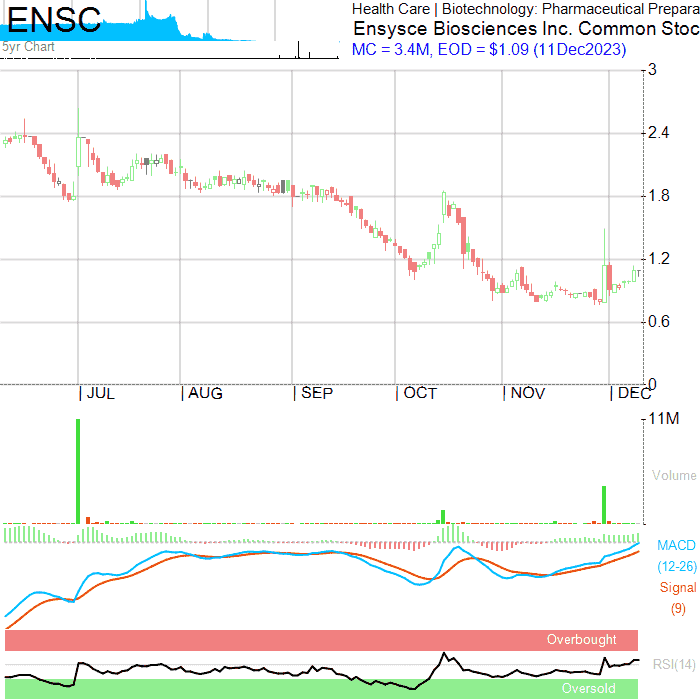 ENSC
5yr Chart
Health Care | Biotechnology: Pharmaceutical Prepara
Ensysce Biosciences Inc. Common Stoc
MC = 3.4M, EOD = $1.09 (11Dec2023)
3
2.4
1.8
1.2
0.6
0
JUL AUG SEP OCT NOV DEC
11M
Volume
MACD
(12-26)
Signal
(9)
Overbought
RSI(14)
Oversold